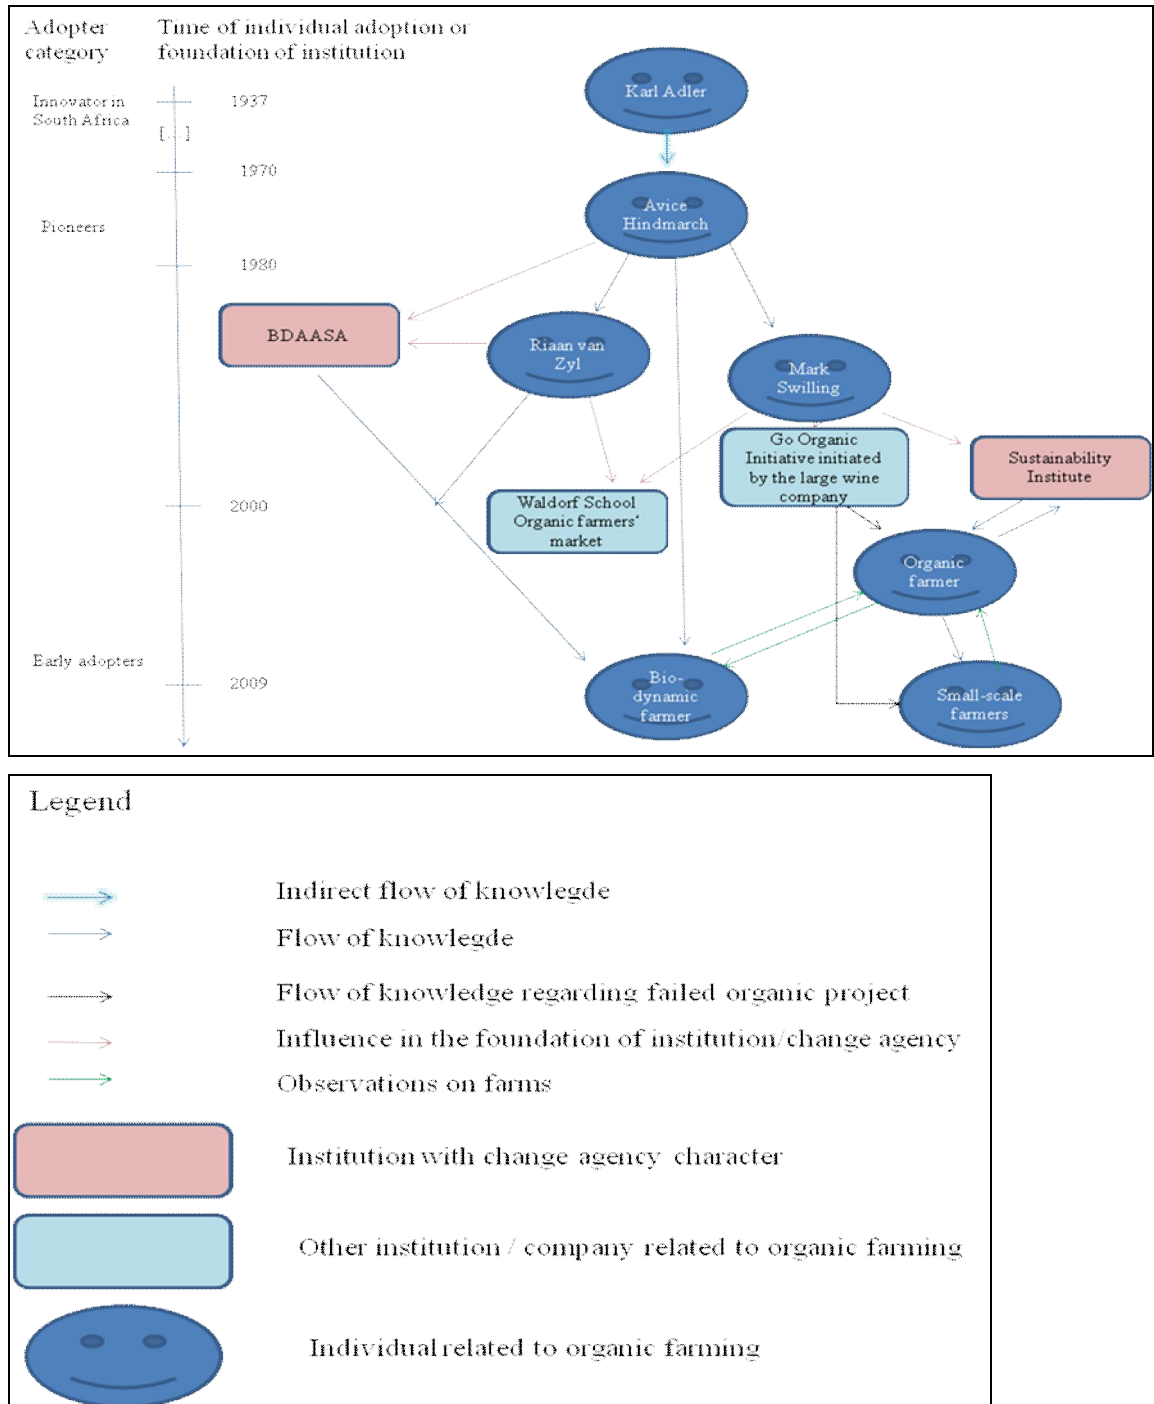 Adopter
category
Time of individual adoption or
foundation of institution
Innovator in
South Africa
1937
[...]
1970
Pioneers
1980
2000
Early adopters
2009
Karl Adler
Avice
Hindmarch
BDAASA
Riaan van
Zyl
Mark
Swilling
Go Organic
Initiative initiated
by the large wine
company
Sustainability
Institute
Waldorf School
Organic farmers‘
market
Organic
farmer
Bio-
dynamic
farmer
Small-scale
farmers
Legend
Indirect flow of knowlegde
Flow of knowlegde
Flow of knowledge regarding failed organic project
Influence in the foundation of institution/change agency
Observations on farms
Institution with change agency character
Other institution / company related to organic farming
Individual related to organic farming